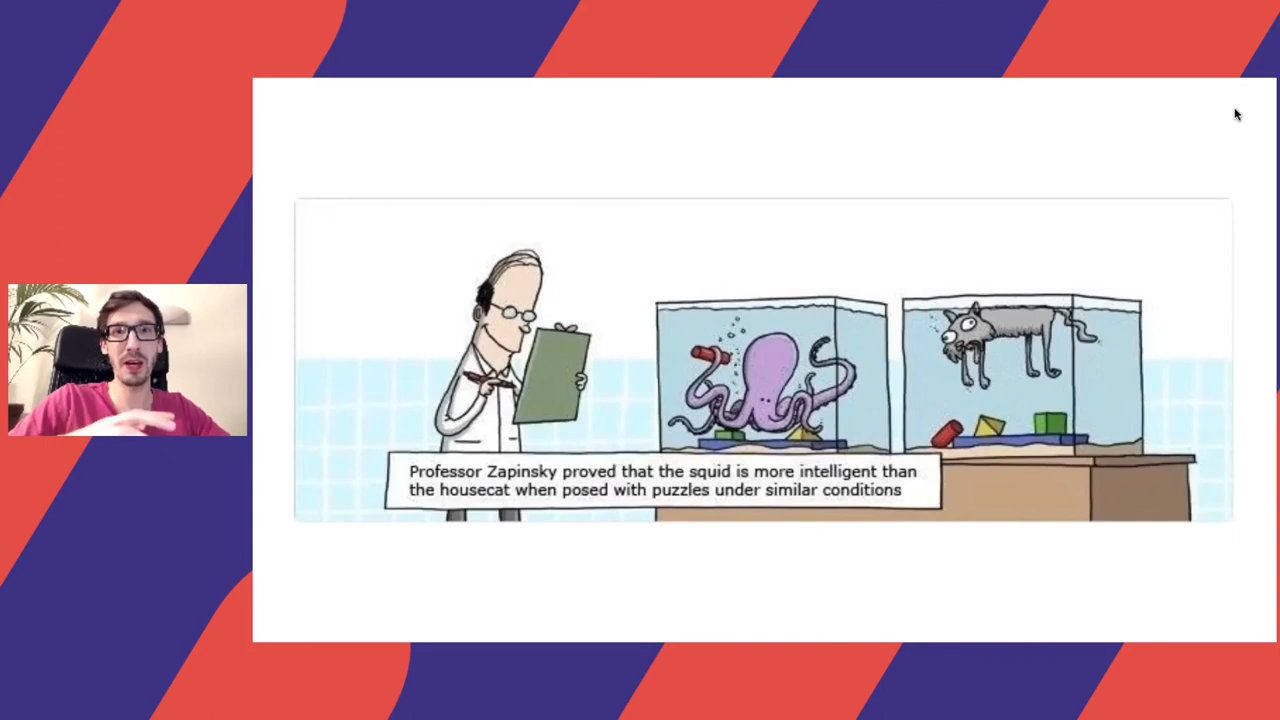 Professor Zapinsky proved that the squid is more intelligent than
the housecat when posed with puzzles under similar conditions